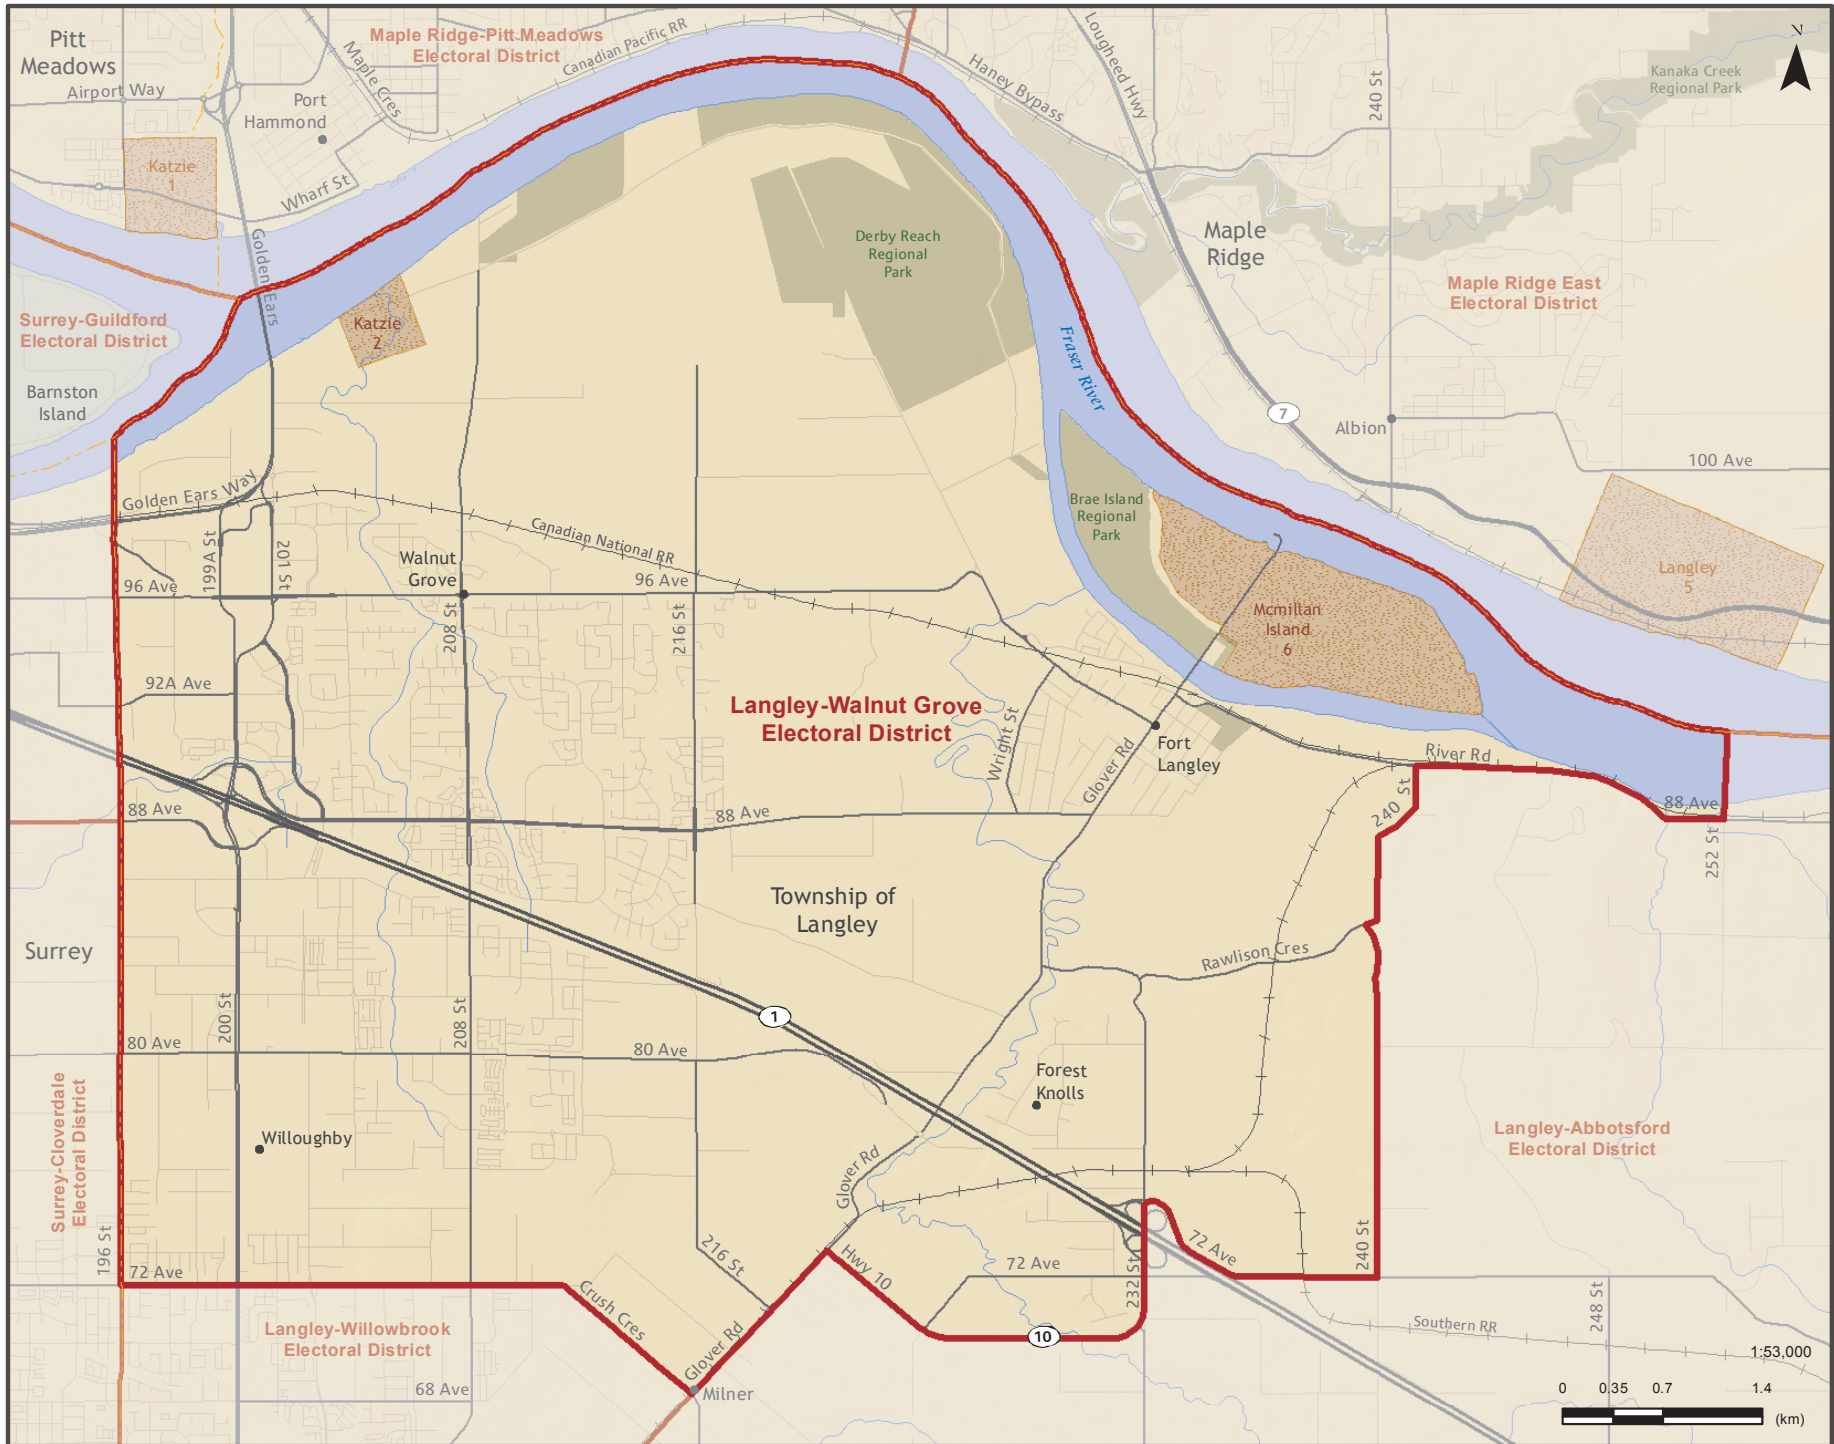 Pitt
Meadows
Airport Way
Port
Hammond
Maple Cres
Maple Ridge-Pitt Meadows
Electoral District
Canadian Pacific RR
Haney Bypass
Lougheed Hwy
240 St
Kanaka Creek
Regional Park
N
Katzie
1
Wharf St
Golden Ears
Derby Reach
Regional
Park
Maple
Ridge
Maple Ridge East
Electoral District
Surrey-Guildford
Electoral District
Katzie
2
Barnston
Island
Fraser River
7
Albion
100 Ave
Golden Ears Way
Canadian National RR
Brae Island
Regional
Park
199A St
201 St
Walnut
Grove
96 Ave
96 Ave
208 St
216 St
Mcmillan
Island
6
Langley
5
92A Ave
Langley-Walnut Grove
Electoral District
Wright St
Glover Rd
Fort
Langley
River Rd
240 St
88 Ave
88 Ave
88 Ave
252 St
Township of
Langley
Surrey
Rawlison Cres
200 St
208 St
1
80 Ave
80 Ave
Forest
Knolls
Surrey-Cloverdale
Electoral District
Willoughby
Langley-Abbotsford
Electoral District
Glover Rd
196 St
72 Ave
216 St
Hwy 10
72 Ave
232 St
72 Ave
240 St
248 St
Crush Cres
Langley-Willowbrook
Electoral District
Glover Rd
10
Southern RR
68 Ave
Milner
1:53,000
0 0.35 0.7 1.4
(km)